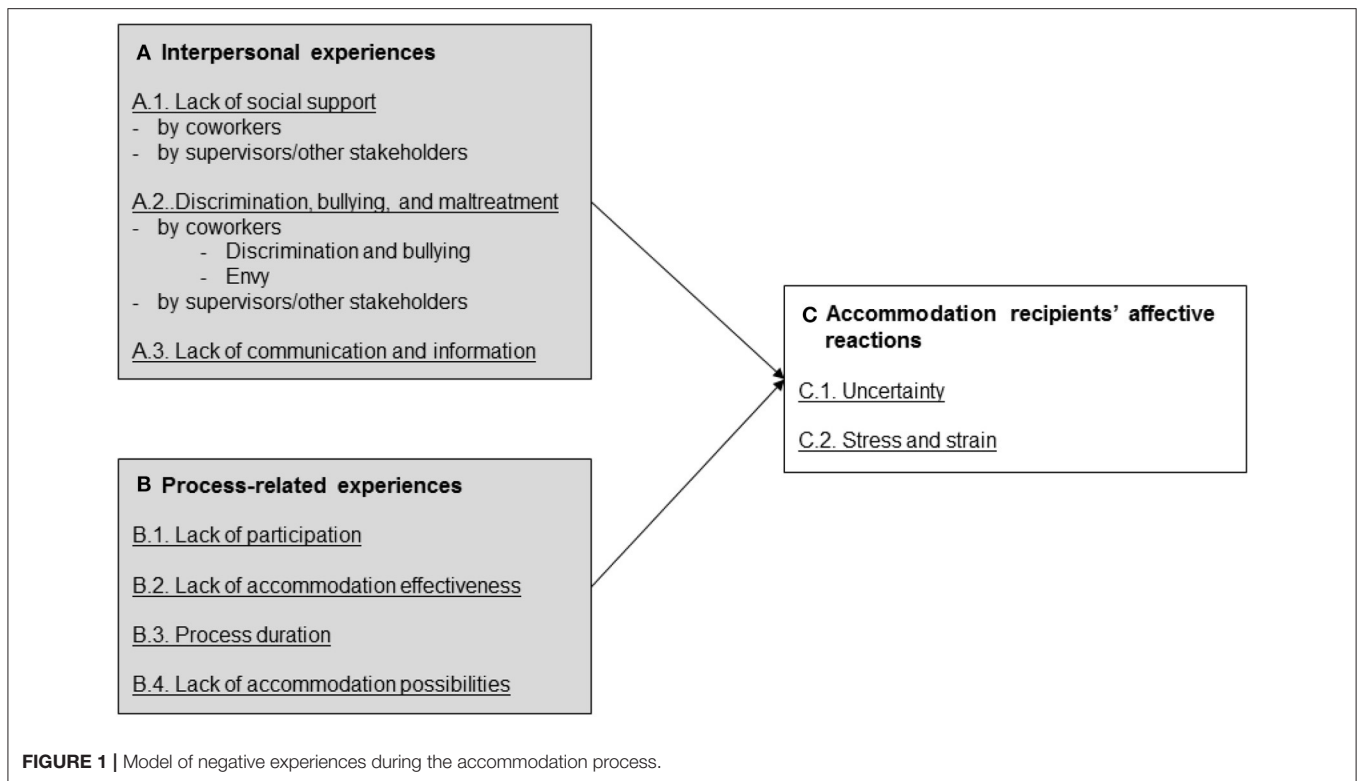 A Interpersonal experiences
A.1. Lack of social support
- by coworkers
- by supervisors/other stakeholders
A.2..Discrimination, bullying, and maltreatment
- by coworkers
- Discrimination and bullying
- Envy
- by supervisors/other stakeholders
A.3. Lack of communication and information
B Process-related experiences
B.1. Lack of participation
B.2. Lack of accommodation effectiveness
B.3. Process duration
B.4. Lack of accommodation possibilities
C Accommodation recipients’ affective
reactions
C.1. Uncertainty
C.2. Stress and strain
FIGURE 1 | Model of negative experiences during the accommodation process.